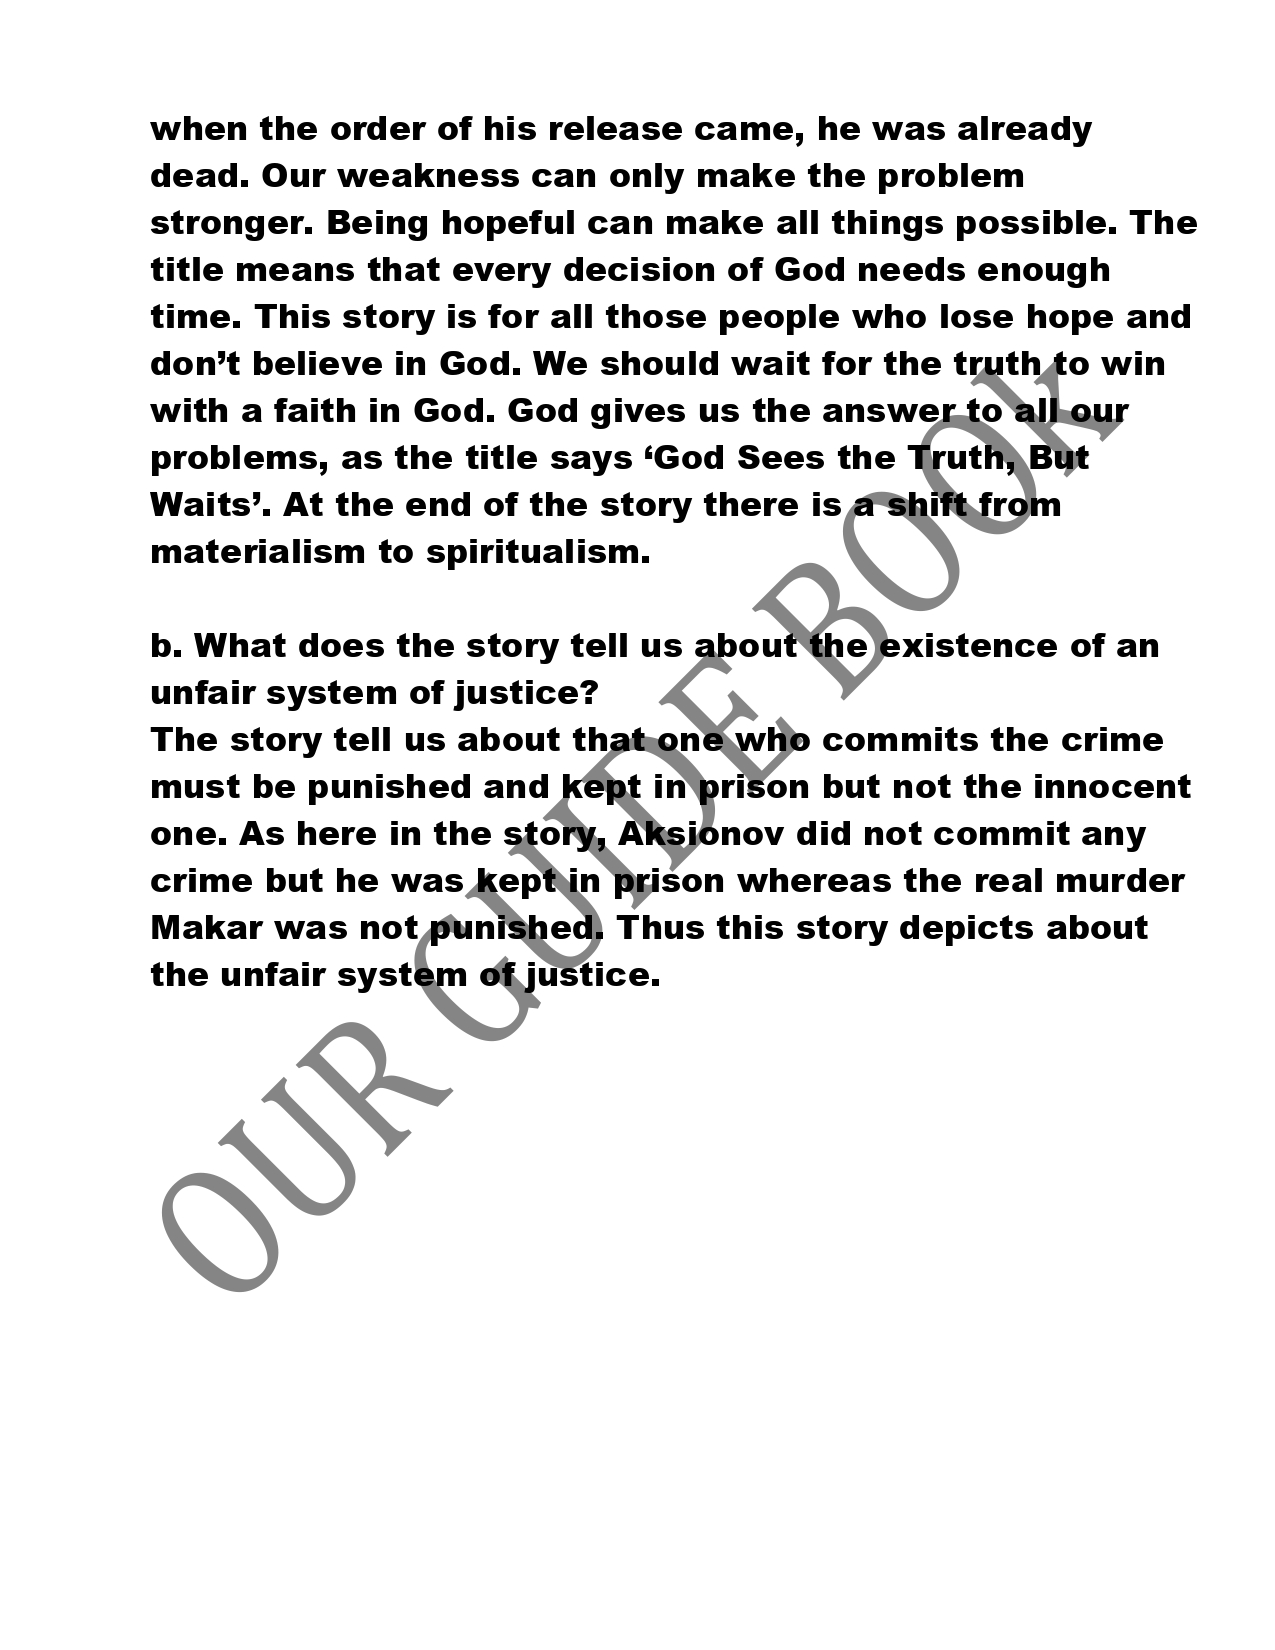 when the order of his release came, he was already
dead. Our weakness can only make the problem
stronger. Being hopeful can make all things possible. The
title means that every decision of God needs enough
time. This story is for all those people who lose hope and
don’t believe in God. We should wait for the truth to win
with a faith in God. God gives us the answer to all our
problems, as the title says ‘God Sees the Truth, But
Waits’. At the end of the story there is a shift from
materialism to spiritualism.
b. What does the story tell us about the existence of an
unfair system of justice?
The story tell us about that one who commits the crime
must be punished and kept in prison but not the innocent
one. As here in the story, Aksionov did not commit any
crime but he was kept in prison whereas the real murder
Makar was not punished. Thus this story depicts about
the unfair system of justice.
OUR GUIDE BOOk